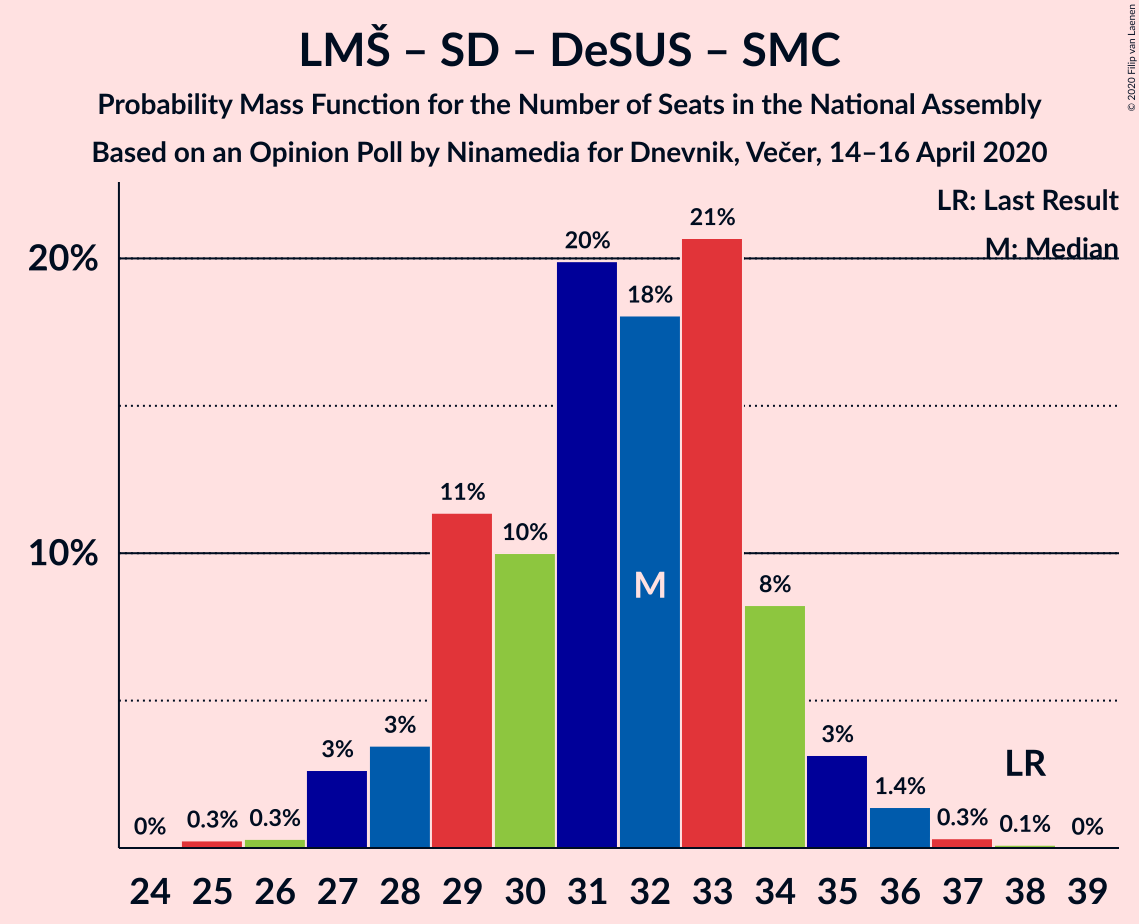 LMŠ – SD – DeSUS – SMC
Probability Mass Function for the Number of Seats in the National Assembly
Based on an Opinion Poll by Ninamedia for Dnevnik, Večer, 14–16 April 2020
© 2020 Filip van Laenen
LR: Last Result
M: Median
20%
10%
0%
0.3%
0.3%
3%
3%
11%
10%
20%
18%
21%
8%
3%
1.4%
0.3%
0.1%
0%
M
LR
24 25 26 27 28 29 30 31 32 33 34 35 36 37 38 39